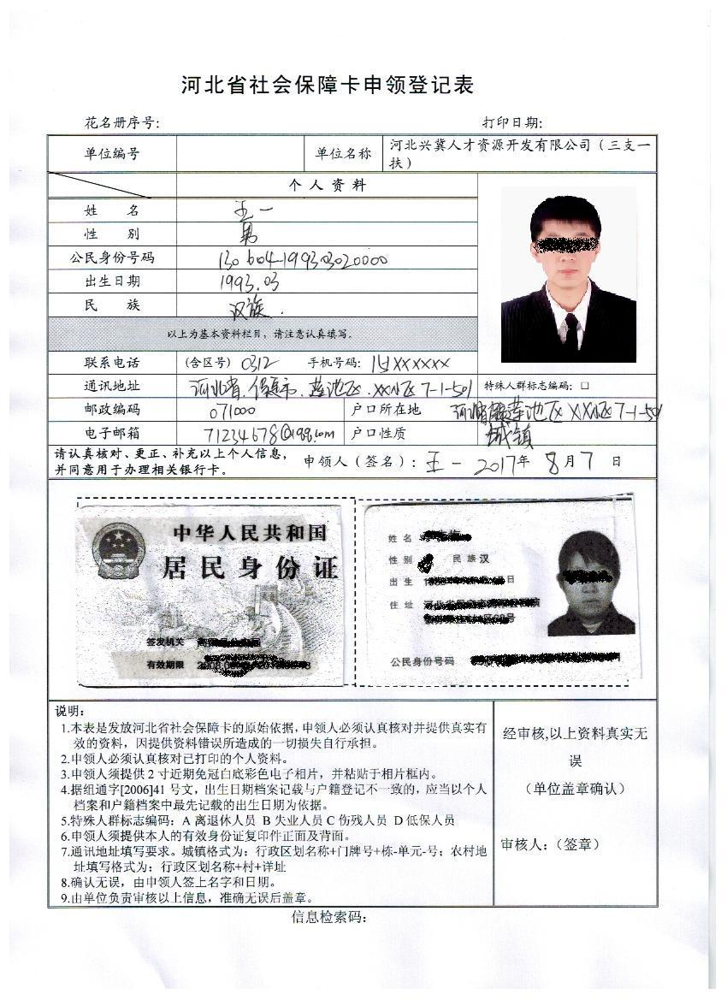 河北省社会保障卡申领登记表
花名册序号: 打印日期:
单位编号 单位名称 河北兴冀人才资源开发有限公司（三支一
扶）
个人资料
姓 名 王一
性 别 男
公民身份号码 130604199303020000
出生日期 1993.03
民 族 汉族.
以上为基本资料栏目，请注意认真填写。
联系电话 (含区号) 0312 手机号码: 15XXXXXXX
通讯地址 河北省.保定市.莲池区.XX小区7-1-501 特殊人群标志编码: □
邮政编码 071000 户口所在地 河北省 莲池区XX小区7-1-501
电子邮箱 71234678@qq.com 户口性质 城镇
请认真核对、更正、补充以上个人信息，
并同意用于办理相关银行卡。 申领人（签名）: 王一 2017年 8月7 日
中华人民共和国
居民身份证
签发机关
有效期限
姓名
性别 民族汉
出生 日
住址
公民身份号码
说明:
1.本表是发放河北省社会保障卡的原始依据，申领人必须认真核对并提供真实有
效的资料，因提供资料错误所造成的一切损失自行承担。
2.申领人必须认真核对已打印的个人资料。
3.申领人须提供2寸近期免冠白底彩色电子相片，并粘贴于相片框内。
4.据组通字[2006]41号文，出生日期档案记载与户籍登记不一致的，应当以个人
档案和户籍档案中最先记载的出生日期为依据。
5.特殊人群标志编码: A 离退休人员 B 失业人员 C 伤残人员 D 低保人员
6.申领人须提供本人的有效身份证复印件正面及背面。
7.通讯地址填写要求。城镇格式为: 行政区划名称+门牌号+栋-单元-号; 农村地
址填写格式为: 行政区划名称+村+详址
8.确认无误，由申领人签上名字和日期。
9.由单位负责审核以上信息，准确无误后盖章。
经审核,以上资料真实无
误
（单位盖章确认）
审核人:（签章）
信息检索码: